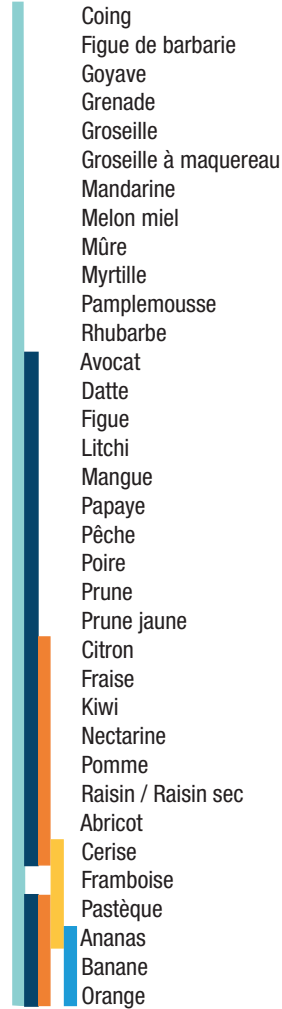 Coing
Figue de barbarie
Goyave
Grenade
Groseille
Groseille à maquereau
Mandarine
Melon miel
Mûre
Myrtille
Pamplemousse
Rhubarbe
Avocat
Datte
Figue
Litchi
Mangue
Papaye
Pêche
Poire
Prune
Prune jaune
Citron
Fraise
Kiwi
Nectarine
Pomme
Raisin / Raisin sec
Abricot
Cerise
Framboise
Pastèque
Ananas
Banane
Orange